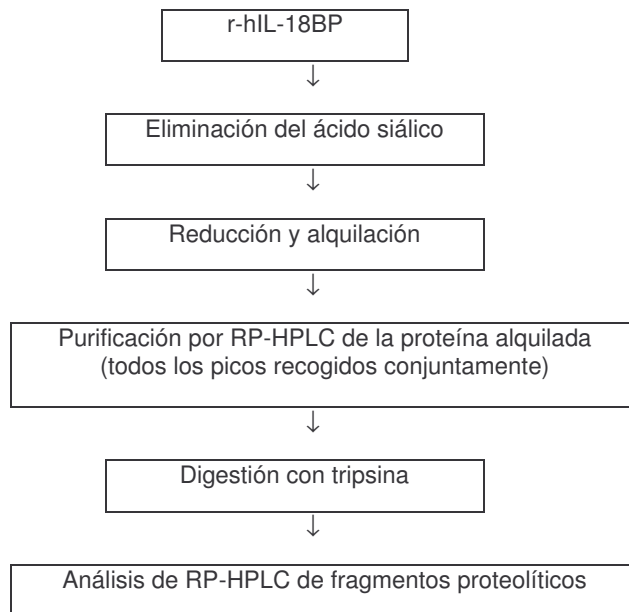 r-hIL-18BP
↓
Eliminación del ácido siálico
↓
Reducción y alquilación
↓
Purificación por RP-HPLC de la proteína alquilada
(todos los picos recogidos conjuntamente)
↓
Digestión con tripsina
↓
Análisis de RP-HPLC de fragmentos proteolíticos